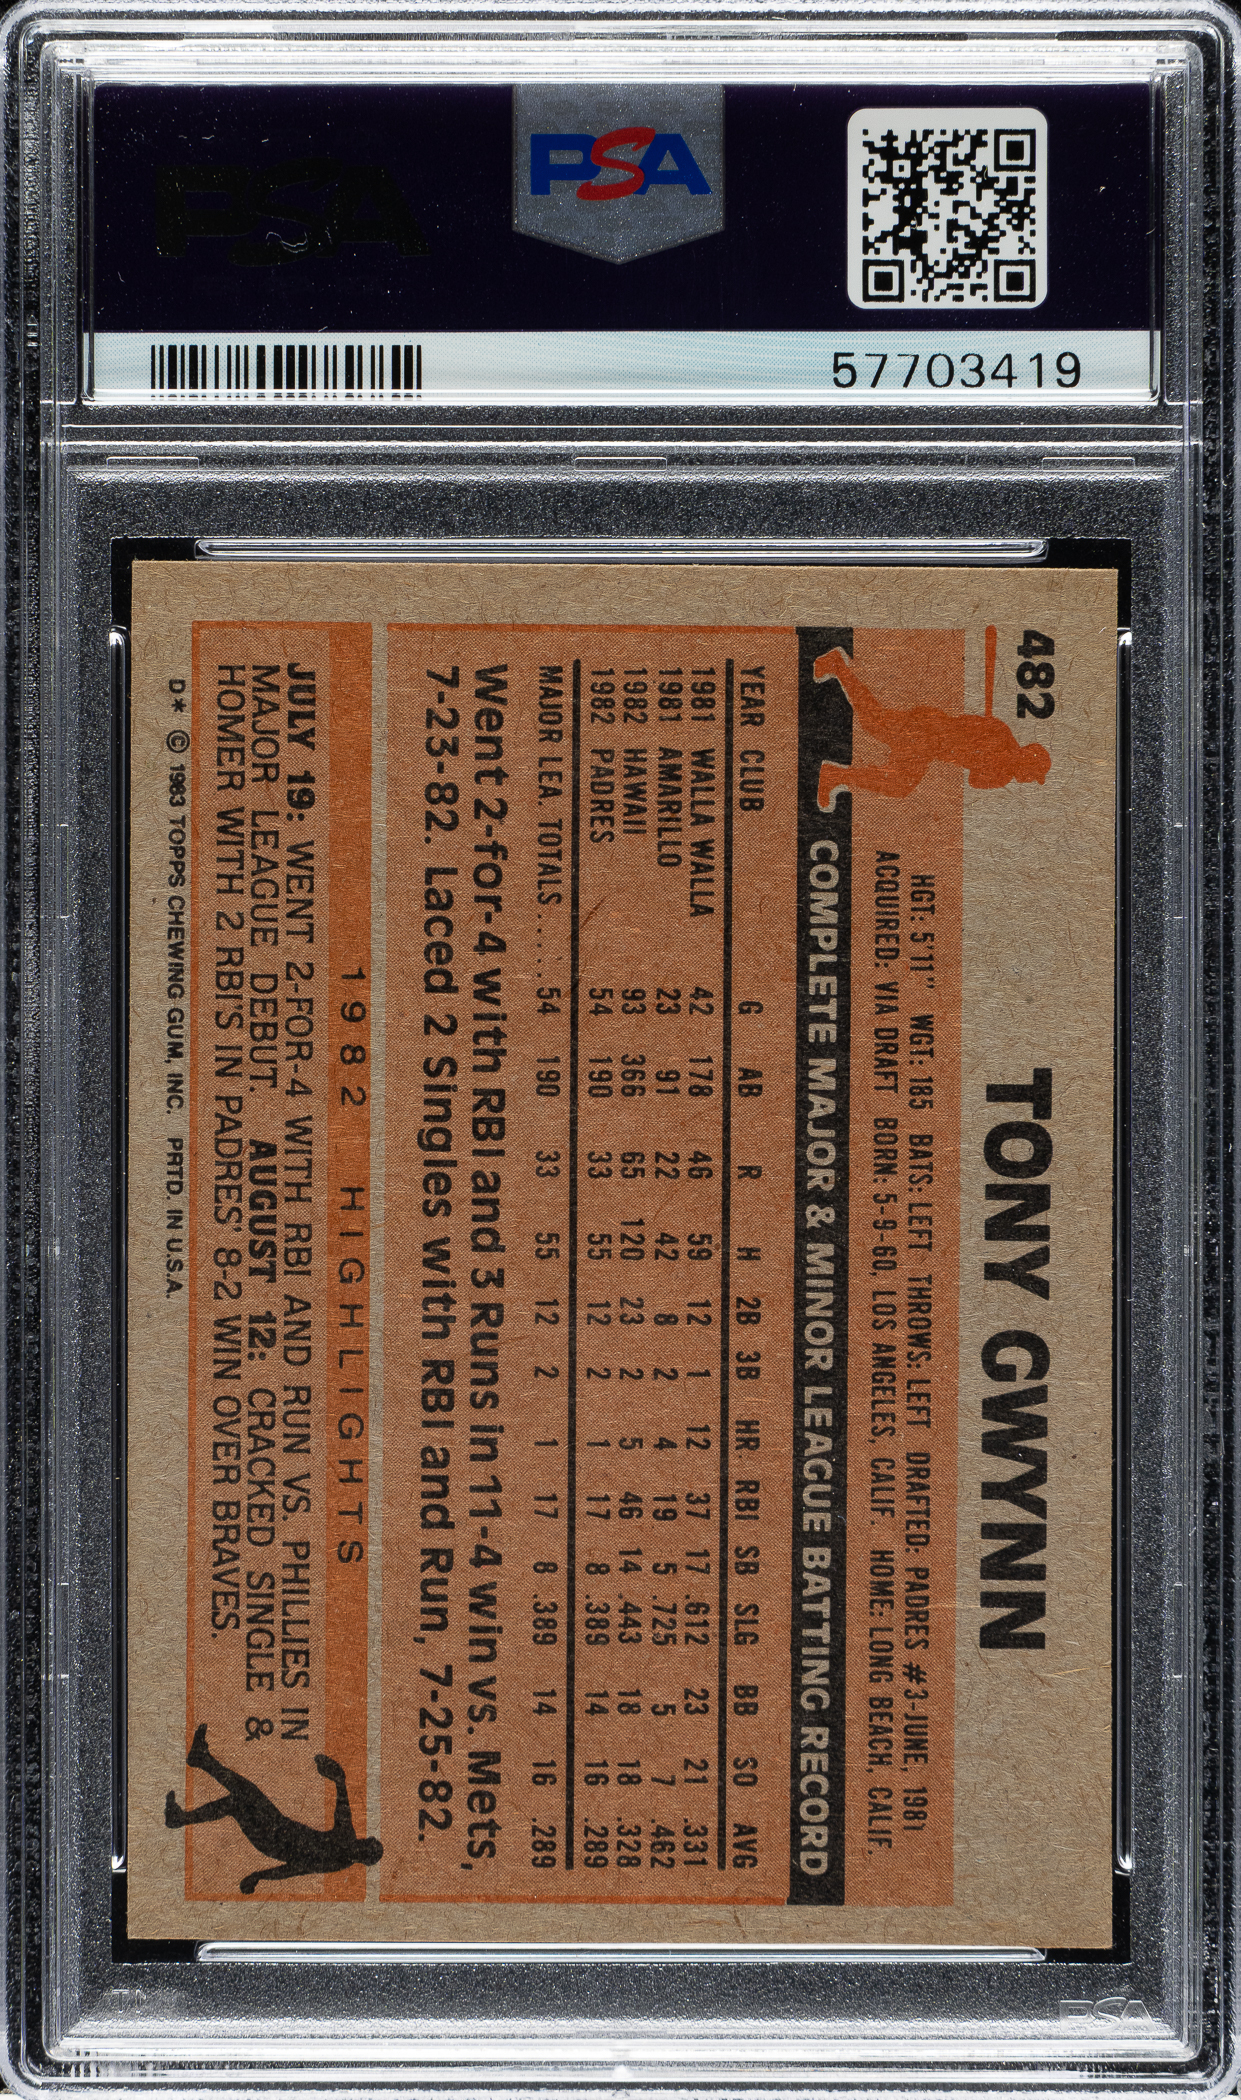 PSA
PSA
57703419
482
TONY GWYNN
HGT: 5'11" WGT: 185 BATS: LEFT THROWS: LEFT DRAFTED: PADRES #3-JUNE, 1981
ACQUIRED: VIA DRAFT BORN: 5-9-60, LOS ANGELES, CALIF. HOME: LONG BEACH, CALIF.
COMPLETE MAJOR & MINOR LEAGUE BATTING RECORD
YEAR CLUB G AB R H 2B 3B HR RBI SB SLG BB SO AVG
1981 WALLA WALLA 42 178 46 59 12 1 12 37 17 .612 23 21 .331
1981 AMARILLO 23 91 22 42 8 2 4 19 5 .725 5 7 .462
1982 HAWAII 93 366 65 120 23 2 5 46 14 .443 18 18 .328
1982 PADRES 54 190 33 55 12 2 1 17 8 .389 14 16 .289
MAJOR LEA. TOTALS...... 54 190 33 55 12 2 1 17 8 .389 14 16 .289
Went 2-for-4 with RBI and 3 Runs in 11-4 win vs. Mets,
7-23-82. Laced 2 Singles with RBI and Run, 7-25-82.
1982 HIGHLIGHTS
JULY 19: WENT 2-FOR-4 WITH RBI AND RUN VS. PHILLIES IN
MAJOR LEAGUE DEBUT. AUGUST 12: CRACKED SINGLE &
HOMER WITH 2 RBI'S IN PADRES' 8-2 WIN OVER BRAVES.
D* © 1983 TOPPS CHEWING GUM, INC. PRTD. IN U.S.A.
PSA